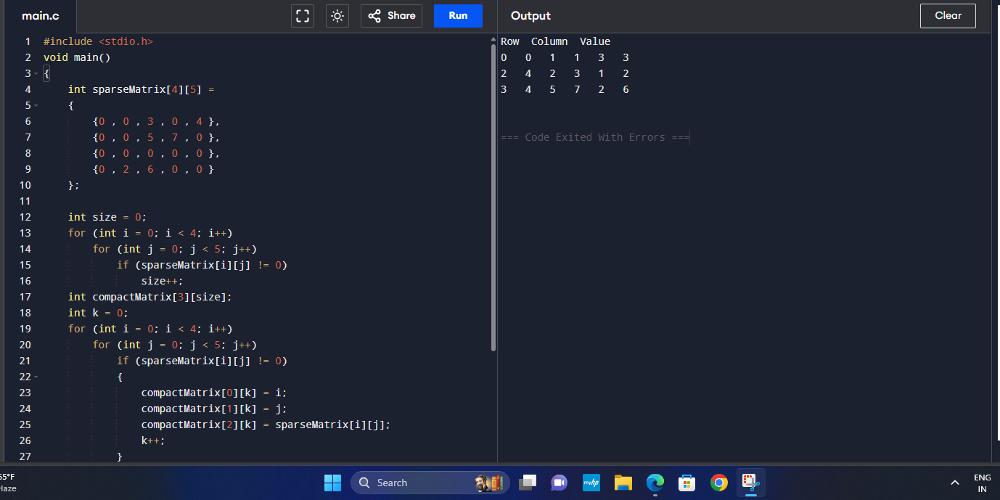 main.c
Share
Run
Output
Clear
1 #include <stdio.h>
2 void main()
3 {
4 int sparseMatrix[4][5] =
5 {
6 {0 , 0 , 3 , 0 , 4 },
7 {0 , 0 , 5 , 7 , 0 },
8 {0 , 0 , 0 , 0 , 0 },
9 {0 , 2 , 6 , 0 , 0 }
10 };
11
12 int size = 0;
13 for (int i = 0; i < 4; i++)
14 for (int j = 0; j < 5; j++)
15 if (sparseMatrix[i][j] != 0)
16 size++;
17 int compactMatrix[3][size];
18 int k = 0;
19 for (int i = 0; i < 4; i++)
20 for (int j = 0; j < 5; j++)
21 if (sparseMatrix[i][j] != 0)
22 {
23 compactMatrix[0][k] = i;
24 compactMatrix[1][k] = j;
25 compactMatrix[2][k] = sparseMatrix[i][j];
26 k++;
27 }
Row Column Value
0 0 1 1 3 3
2 4 2 3 1 2
3 4 5 7 2 6
=== Code Exited With Errors ===
55°F
Haze
Search
myhp
ENG
IN